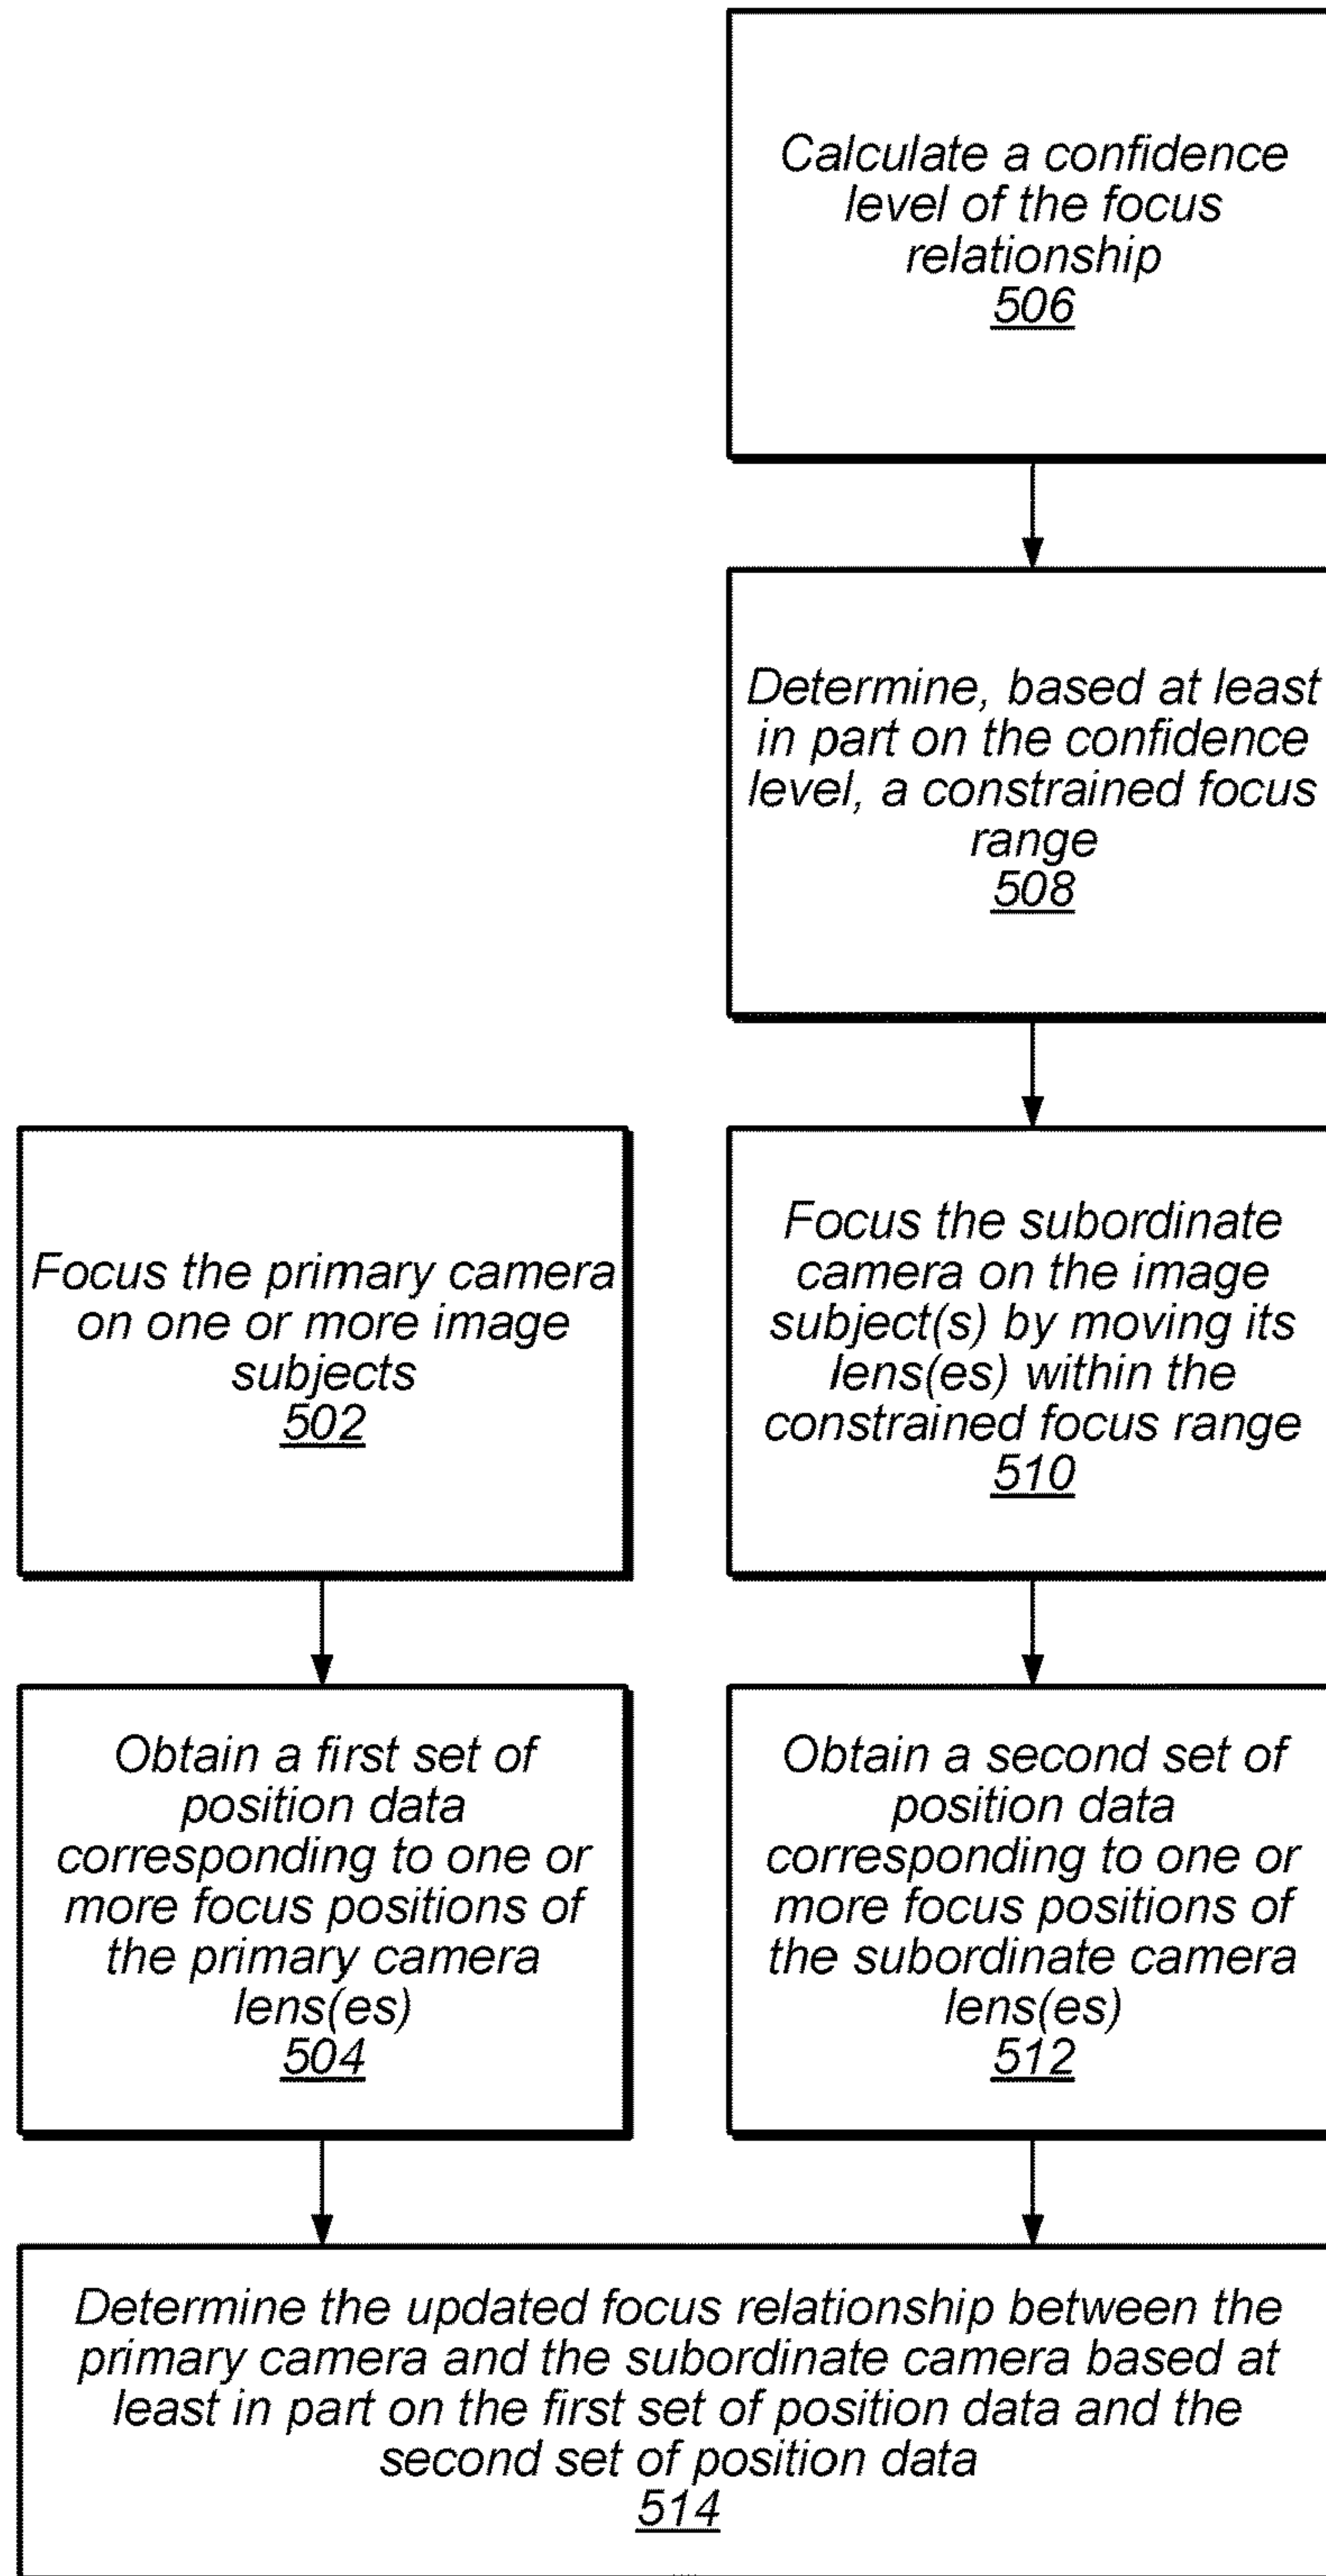 Calculate a confidence
level of the focus
relationship
506
Determine, based at least
in part on the confidence
level, a constrained focus
range
508
Focus the primary camera
on one or more image
subjects
502
Focus the subordinate
camera on the image
subject(s) by moving its
lens(es) within the
constrained focus range
510
Obtain a first set of
position data
corresponding to one or
more focus positions of
the primary camera
lens(es)
504
Obtain a second set of
position data
corresponding to one or
more focus positions of
the subordinate camera
lens(es)
512
Determine the updated focus relationship between the
primary camera and the subordinate camera based at
least in part on the first set of position data and the
second set of position data
514